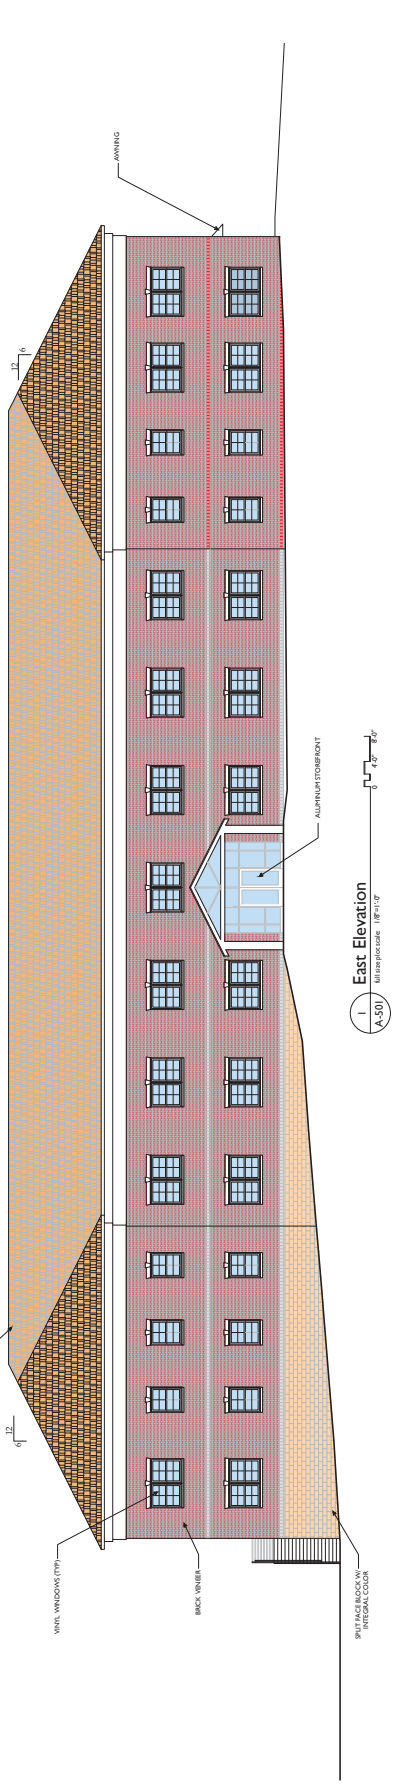 12
6
VINYL WINDOWS (TYP)
BRICK VENEER
SPLIT FACE BLOCK W/
INTEGRAL COLOR
ALUMINUM STOREFRONT
AWNING
12
6
1
A-501
East Elevation
full size plot scale: 1/8"=1'-0"
0 4'-0" 8'-0"